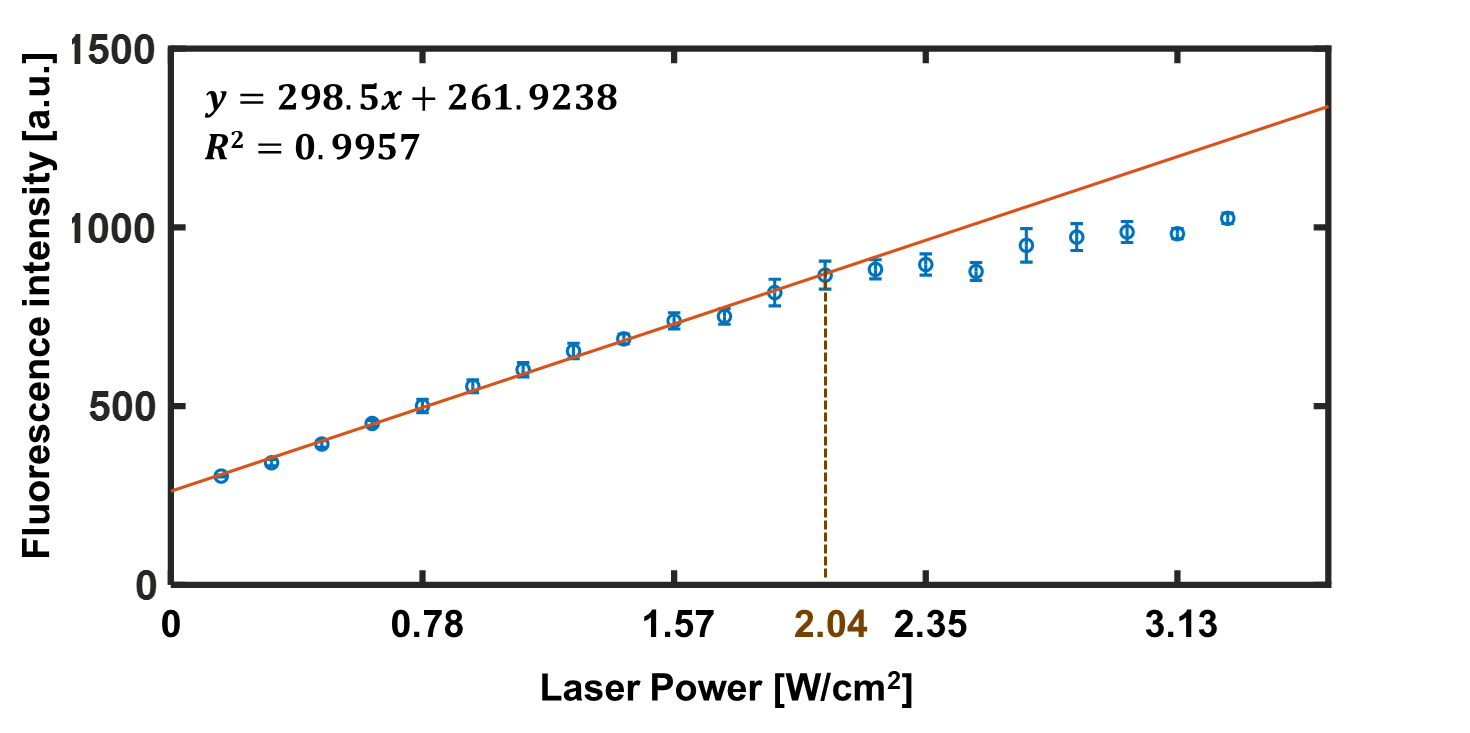 Fluorescence intensity [a.u.]
1500
1000
500
0
y = 298.5x + 261.9238
R² = 0.9957
0 0.78 1.57 2.04 2.35 3.13
Laser Power [W/cm²]